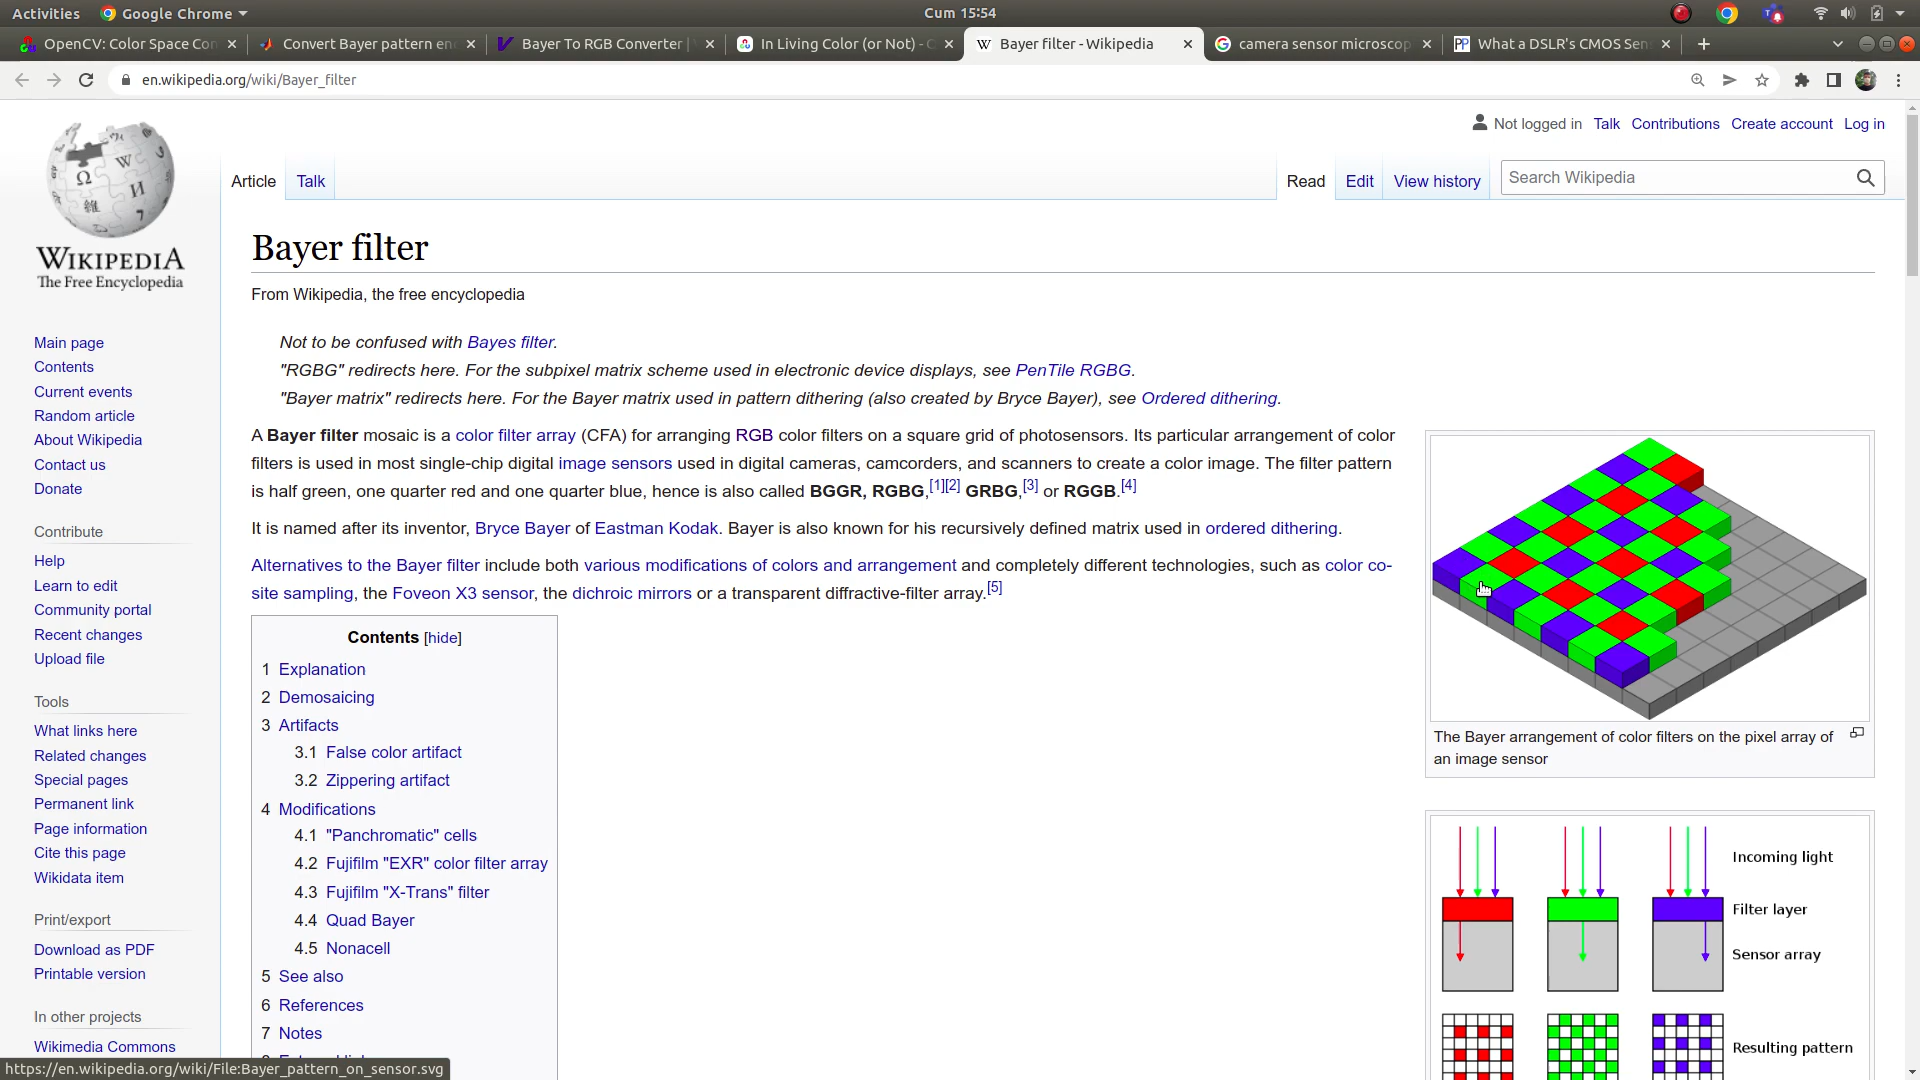 Activities Google Chrome Cum 15:54
OpenCV: Color Space Con Convert Bayer pattern en Bayer To RGB Converter | In Living Color (or Not) - Bayer filter - Wikipedia camera sensor microscop What a DSLR's CMOS Sen
en.wikipedia.org/wiki/Bayer_filter
Not logged in Talk Contributions Create account Log in
WIKIPEDIA
The Free Encyclopedia
Article Talk Read Edit View history Search Wikipedia
Bayer filter
From Wikipedia, the free encyclopedia
Not to be confused with Bayes filter.
"RGBG" redirects here. For the subpixel matrix scheme used in electronic device displays, see PenTile RGBG.
"Bayer matrix" redirects here. For the Bayer matrix used in pattern dithering (also created by Bryce Bayer), see Ordered dithering.
A Bayer filter mosaic is a color filter array (CFA) for arranging RGB color filters on a square grid of photosensors. Its particular arrangement of color
filters is used in most single-chip digital image sensors used in digital cameras, camcorders, and scanners to create a color image. The filter pattern
is half green, one quarter red and one quarter blue, hence is also called BGGR, RGBG,[1][2] GRBG,[3] or RGGB.[4]
It is named after its inventor, Bryce Bayer of Eastman Kodak. Bayer is also known for his recursively defined matrix used in ordered dithering.
Alternatives to the Bayer filter include both various modifications of colors and arrangement and completely different technologies, such as color co-
site sampling, the Foveon X3 sensor, the dichroic mirrors or a transparent diffractive-filter array.[5]
Contents [hide]
1 Explanation
2 Demosaicing
3 Artifacts
3.1 False color artifact
3.2 Zippering artifact
4 Modifications
4.1 "Panchromatic" cells
4.2 Fujifilm "EXR" color filter array
4.3 Fujifilm "X-Trans" filter
4.4 Quad Bayer
4.5 Nonacell
5 See also
6 References
7 Notes
The Bayer arrangement of color filters on the pixel array of
an image sensor
Incoming light
Filter layer
Sensor array
Resulting pattern
Main page
Contents
Current events
Random article
About Wikipedia
Contact us
Donate
Contribute
Help
Learn to edit
Community portal
Recent changes
Upload file
Tools
What links here
Related changes
Special pages
Permanent link
Page information
Cite this page
Wikidata item
Print/export
Download as PDF
Printable version
In other projects
Wikimedia Commons
https://en.wikipedia.org/wiki/File:Bayer_pattern_on_sensor.svg